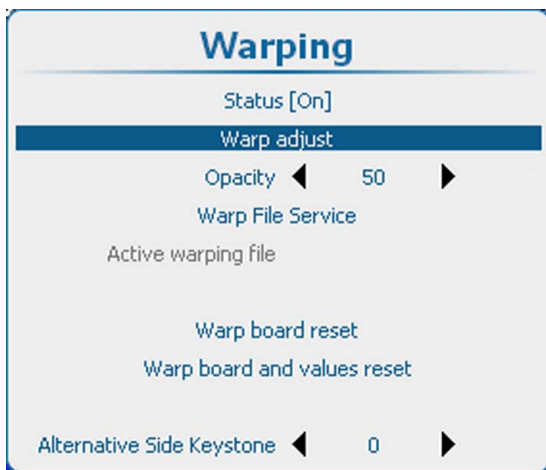 Warping
Status [On]
Warp adjust
Opacity 50
Warp File Service
Active warping file
Warp board reset
Warp board and values reset
Alternative Side Keystone 0